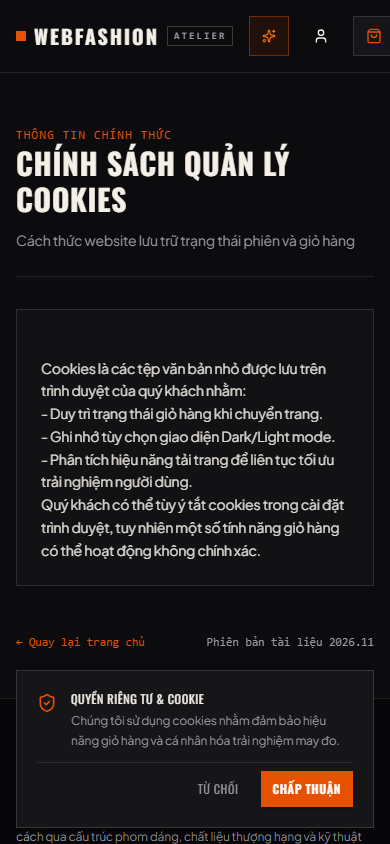 WEBFASHION ATELIER
THÔNG TIN CHÍNH THỨC
CHÍNH SÁCH QUẢN LÝ
COOKIES
Cách thức website lưu trữ trạng thái phiên và giỏ hàng
Cookies là các tệp văn bản nhỏ được lưu trên
trình duyệt của quý khách nhằm:
- Duy trì trạng thái giỏ hàng khi chuyển trang.
- Ghi nhớ tùy chọn giao diện Dark/Light mode.
- Phân tích hiệu năng tải trang để liên tục tối ưu
trải nghiệm người dùng.
Quý khách có thể tùy ý tắt cookies trong cài đặt
trình duyệt, tuy nhiên một số tính năng giỏ hàng
có thể hoạt động không chính xác.
← Quay lại trang chủ
Phiên bản tài liệu 2026.11
QUYỀN RIÊNG TƯ & COOKIE
Chúng tôi sử dụng cookies nhằm đảm bảo hiệu
năng giỏ hàng và cá nhân hóa trải nghiệm may đo.
TỪ CHỐI
CHẤP THUẬN
cách qua cấu trúc phom dáng, chất liệu thượng hạng và kỹ thuật